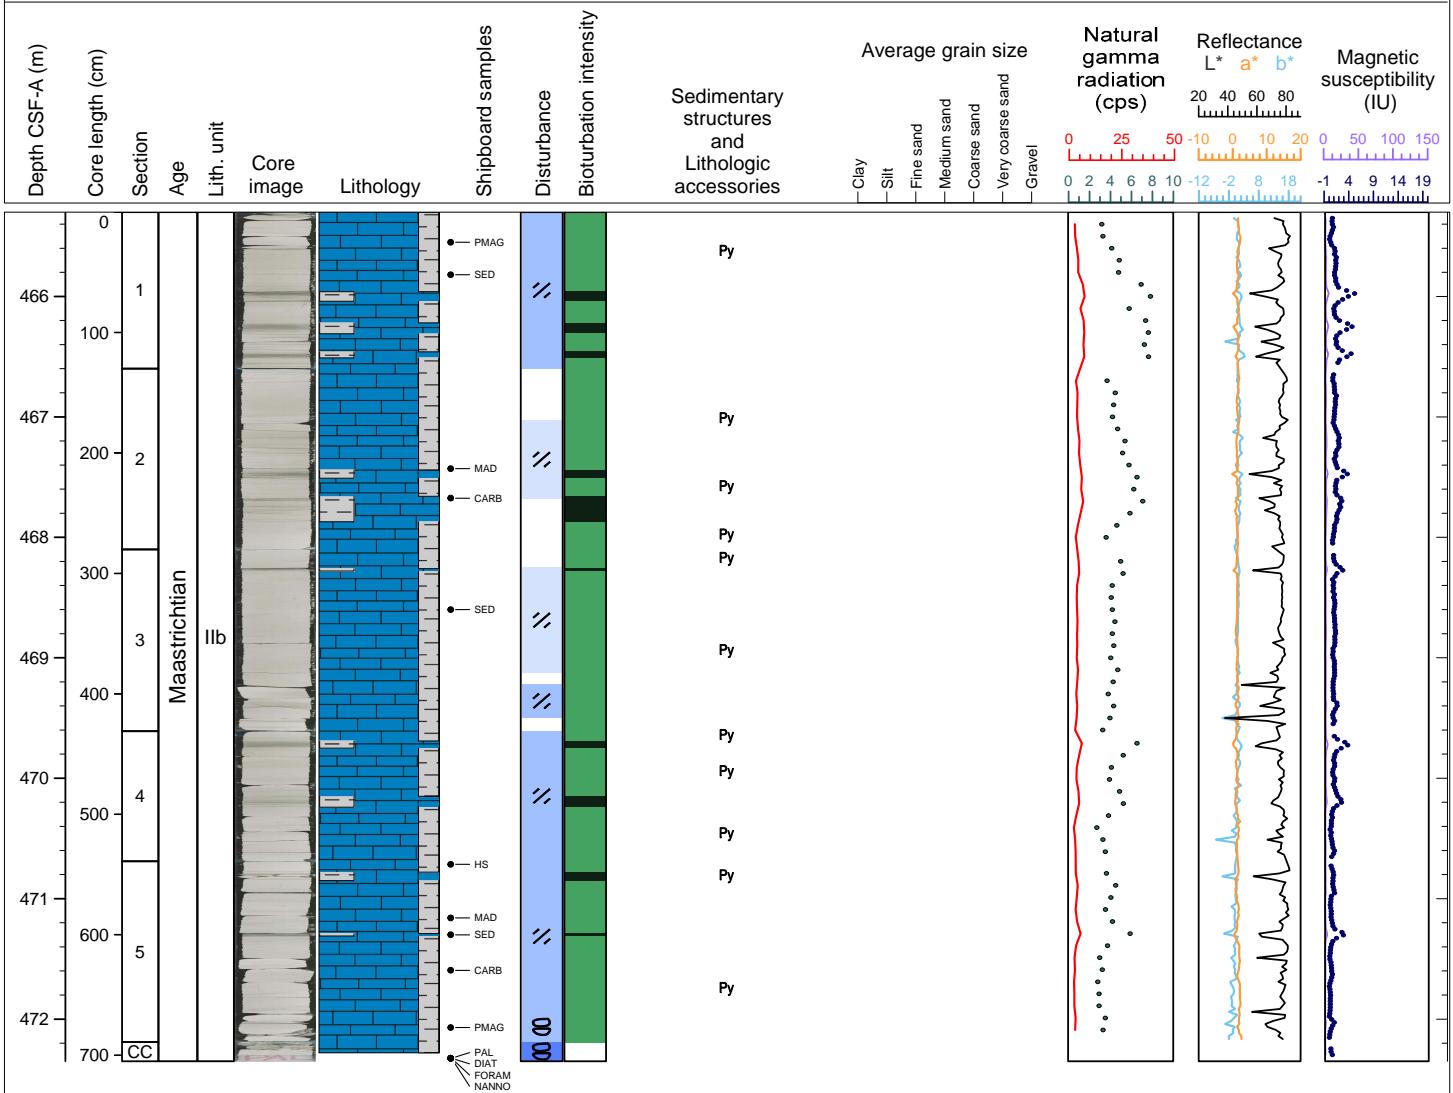 Depth CSF-A (m)
Core length (cm)
Section
Age
Lith. unit
Core
image
Lithology
Shipboard samples
Disturbance
Bioturbation intensity
Sedimentary
structures
and
Lithologic
accessories
Average grain size
Clay
Silt
Fine sand
Medium sand
Coarse sand
Very coarse sand
Gravel
Natural
gamma
radiation
(cps)
0 25 50
0 2 4 6 8 10
Reflectance
L* a* b*
20 40 60 80
-10 0 10 20
-12 -2 8 18
Magnetic
susceptibility
(IU)
0 50 100 150
-1 4 9 14 19
466
467
468
469
470
471
472
0
100
200
300
400
500
600
700
1
2
3
4
5
CC
Maastrichtian
IIb
PMAG
SED
MAD
CARB
SED
HS
MAD
SED
CARB
PMAG
PAL
DIAT
FORAM
NANNO
Py
Py
Py
Py
Py
Py
Py
Py
Py
Py
Py